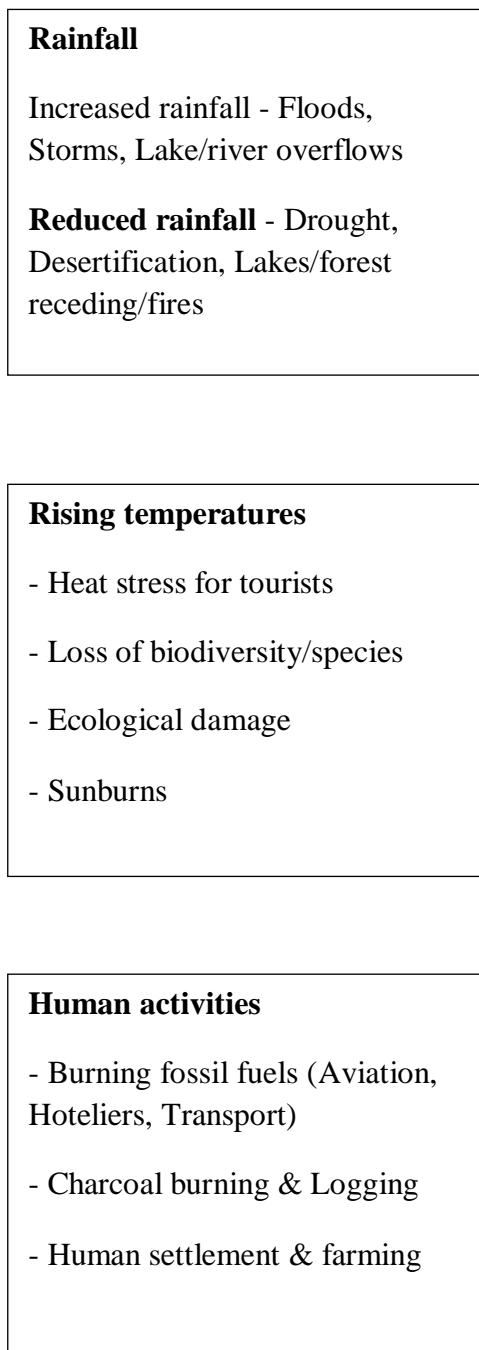 Rainfall
Increased rainfall - Floods,
Storms, Lake/river overflows
Reduced rainfall - Drought,
Desertification, Lakes/forest
receding/fires
Rising temperatures
- Heat stress for tourists
- Loss of biodiversity/species
- Ecological damage
- Sunburns
Human activities
- Burning fossil fuels (Aviation,
Hoteliers, Transport)
- Charcoal burning & Logging
- Human settlement & farming